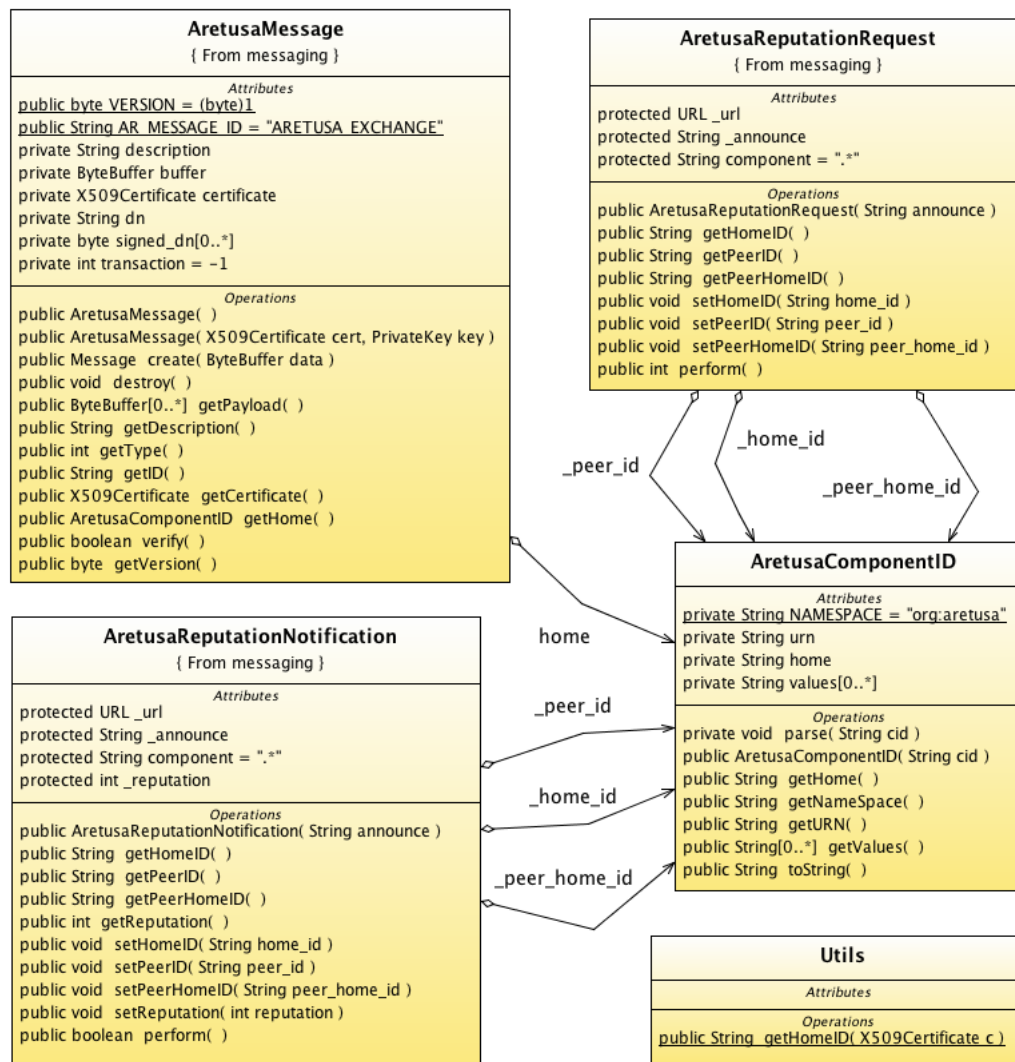 AretusaMessage
{ From messaging }
Attributes
public byte VERSION = (byte)1
public String AR_MESSAGE_ID = "ARETUSA_EXCHANGE"
private String description
private ByteBuffer buffer
private X509Certificate certificate
private String dn
private byte signed_dn[0..*]
private int transaction = -1
Operations
public AretusaMessage( )
public AretusaMessage( X509Certificate cert, PrivateKey key )
public Message create( ByteBuffer data )
public void destroy( )
public ByteBuffer[0..*] getPayload( )
public String getDescription( )
public int getType( )
public String getID( )
public X509Certificate getCertificate( )
public AretusaComponentID getHome( )
public boolean verify( )
public byte getVersion( )
AretusaReputationRequest
{ From messaging }
Attributes
protected URL _url
protected String _announce
protected String component = ".*"
Operations
public AretusaReputationRequest( String announce )
public String getHomeID( )
public String getPeerID( )
public String getPeerHomeID( )
public void setHomeID( String home_id )
public void setPeerID( String peer_id )
public void setPeerHomeID( String peer_home_id )
public int perform( )
_peer_id
_home_id
_peer_home_id
home
AretusaComponentID
Attributes
private String NAMESPACE = "org:aretusa"
private String urn
private String home
private String values[0..*]
Operations
private void parse( String cid )
public AretusaComponentID( String cid )
public String getHome( )
public String getNameSpace( )
public String getURN( )
public String[0..*] getValues( )
public String toString( )
AretusaReputationNotification
{ From messaging }
Attributes
protected URL _url
protected String _announce
protected String component = ".*"
protected int _reputation
Operations
public AretusaReputationNotification( String announce )
public String getHomeID( )
public String getPeerID( )
public String getPeerHomeID( )
public int getReputation( )
public void setHomeID( String home_id )
public void setPeerID( String peer_id )
public void setPeerHomeID( String peer_home_id )
public void setReputation( int reputation )
public boolean perform( )
_peer_id
_home_id
_peer_home_id
Utils
Attributes
Operations
public String getHomeID( X509Certificate c )